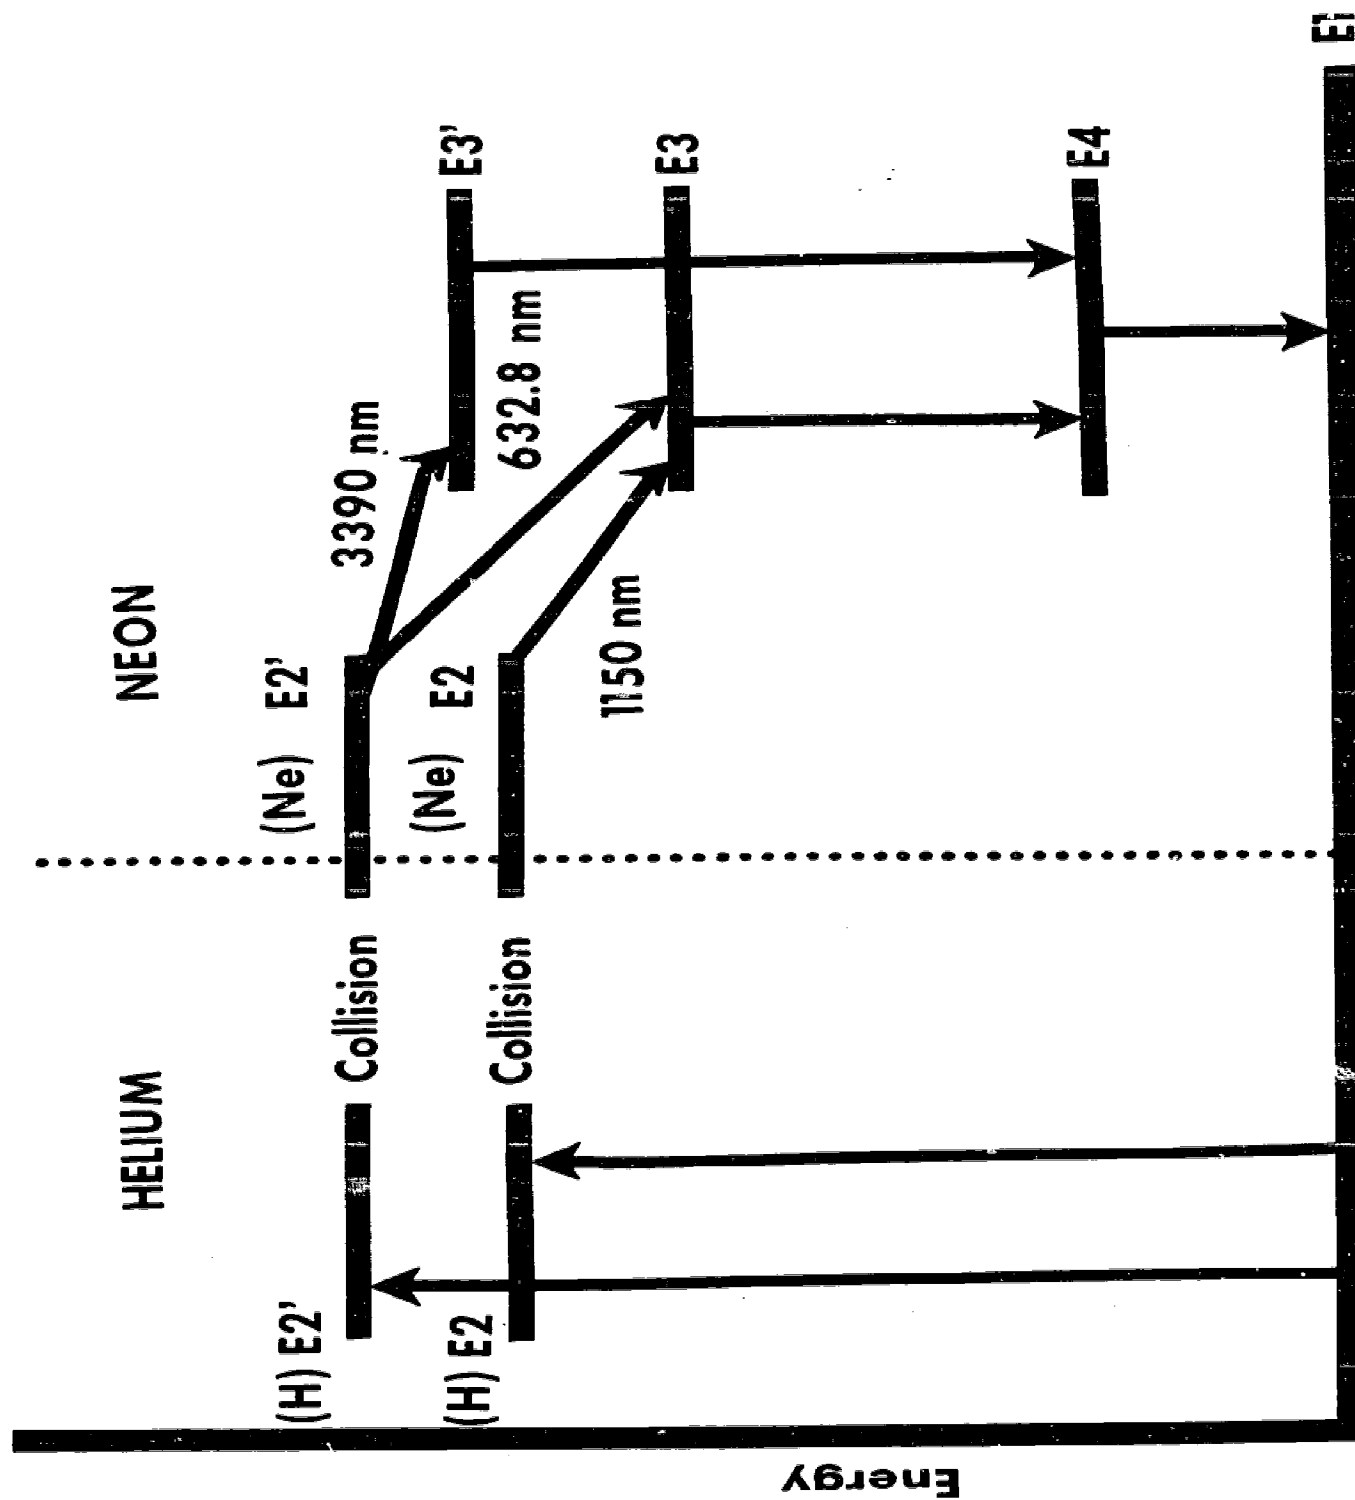 HELIUM
NEON
(H) E2'
Collision
(Ne) E2'
3390 nm
E3'
(H) E2
Collision
(Ne) E2
632.8 nm
1150 nm
E3
E4
E1
Energy